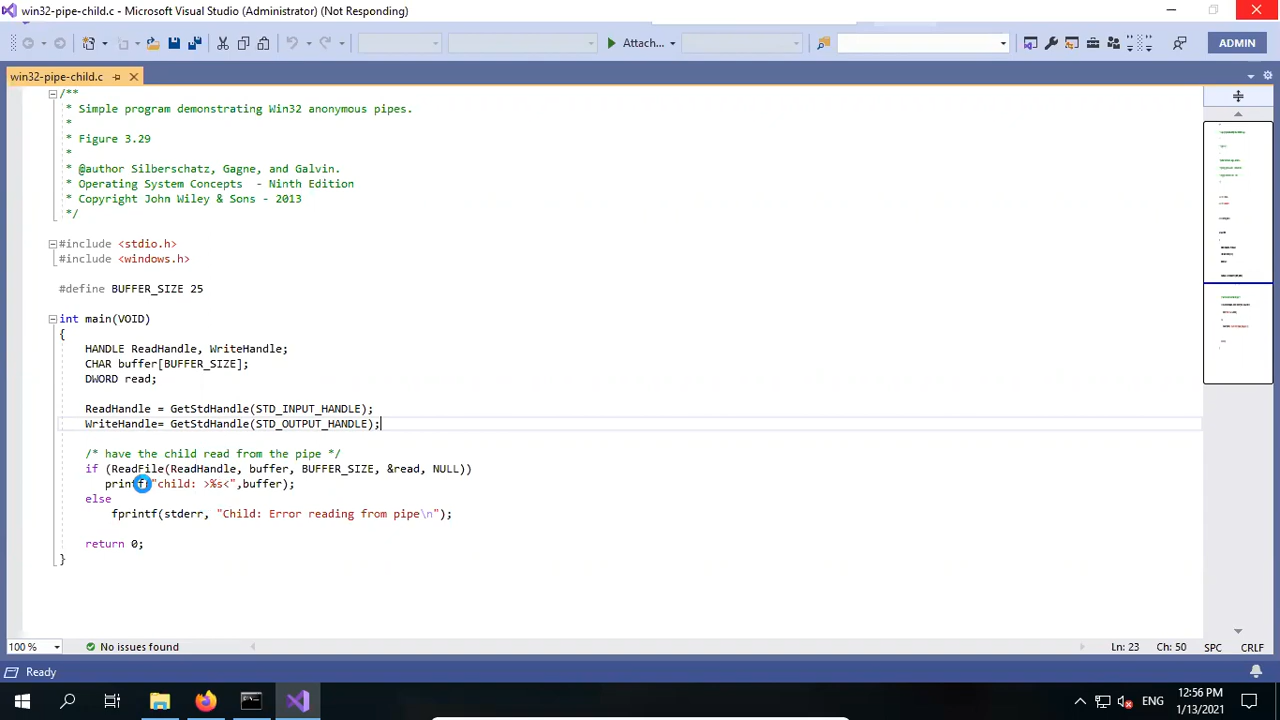 win32-pipe-child.c - Microsoft Visual Studio (Administrator) (Not Responding)
Attach...
ADMIN
win32-pipe-child.c
/**
* Simple program demonstrating Win32 anonymous pipes.
*
* Figure 3.29
*
* @author Silberschatz, Gagne, and Galvin.
* Operating System Concepts  - Ninth Edition
* Copyright John Wiley & Sons - 2013
*/
#include <stdio.h>
#include <windows.h>
#define BUFFER_SIZE 25
int main(VOID)
{
HANDLE ReadHandle, WriteHandle;
CHAR buffer[BUFFER_SIZE];
DWORD read;
ReadHandle = GetStdHandle(STD_INPUT_HANDLE);
WriteHandle= GetStdHandle(STD_OUTPUT_HANDLE);
/* have the child read from the pipe */
if (ReadFile(ReadHandle, buffer, BUFFER_SIZE, &read, NULL))
printf("child: >%s<",buffer);
else
fprintf(stderr, "Child: Error reading from pipe\n");
return 0;
}
100 %
No issues found
Ln: 23
Ch: 50
SPC
CRLF
Ready
ENG
12:56 PM
1/13/2021